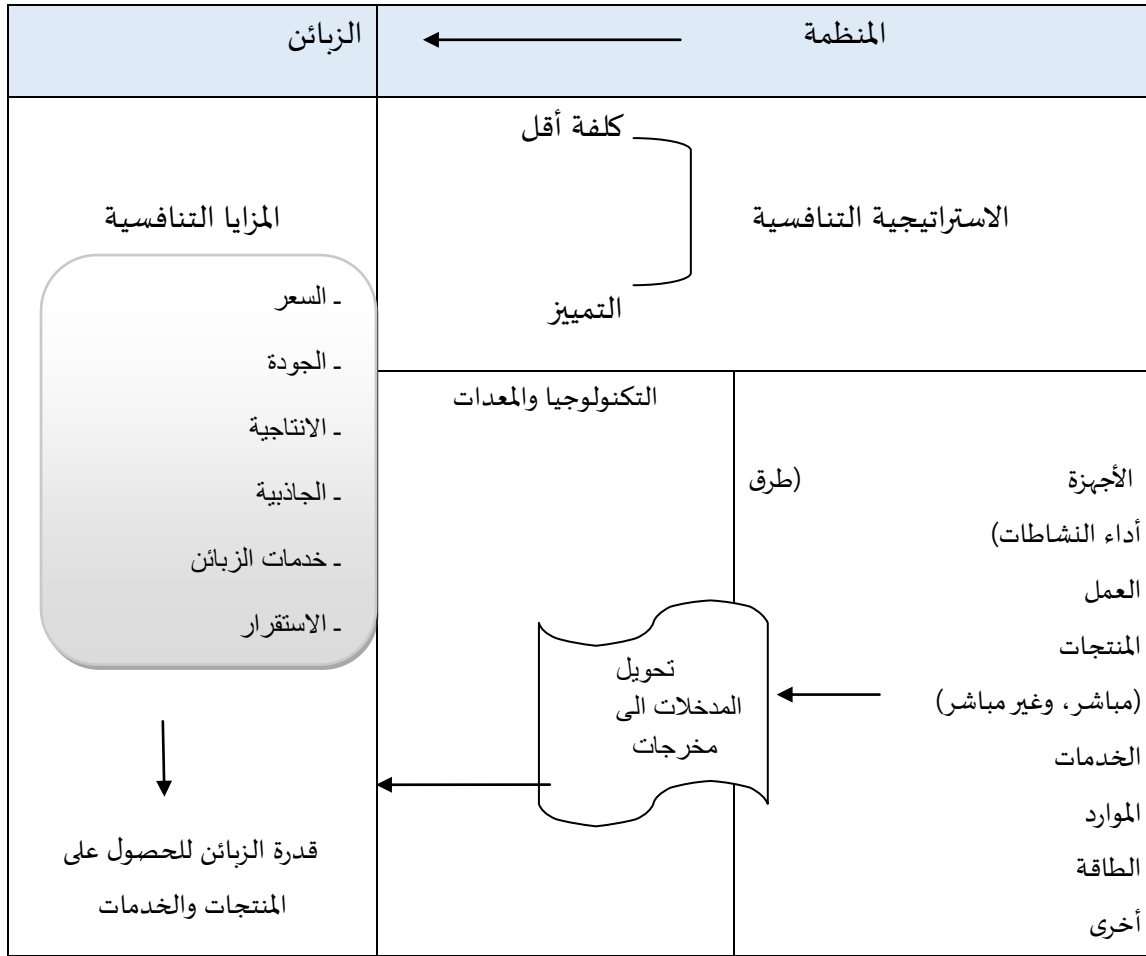 المنظمة
الزبائن
كلفة أقل
الاستراتيجية التنافسية
التمييز
المزايا التنافسية
ـ السعر
ـ الجودة
ـ الانتاجية
ـ الجاذبية
ـ خدمات الزبائن
ـ الاستقرار
قدرة الزبائن للحصول على
المنتجات والخدمات
التكنولوجيا والمعدات
الأجهزة (طرق
أداء النشاطات)
العمل
المنتجات
(مباشر، وغير مباشر)
الخدمات
الموارد
الطاقة
أخرى
تحويل
المدخلات الى
مخرجات